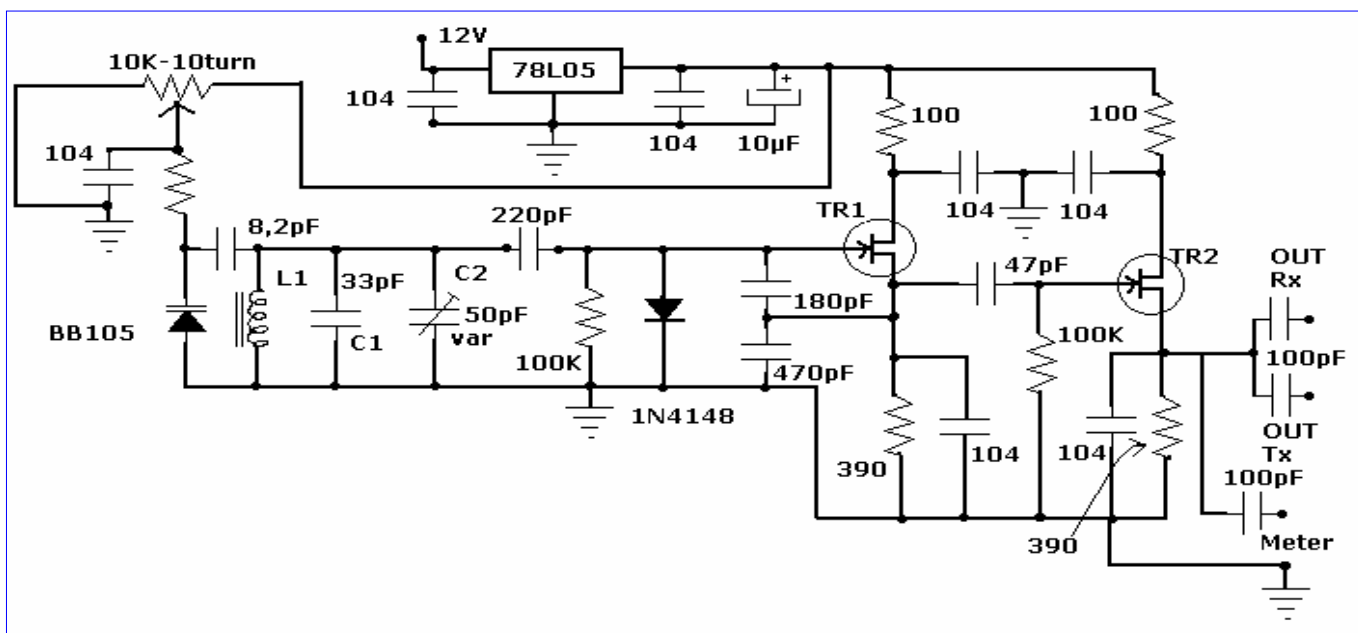 12V
10K-10turn
78L05
104
104
10µF
+
100
100
104
104
104
TR1
8,2pF
220pF
L1
33pF
C2
47pF
TR2
OUT
Rx
BB105
50pF
var
C1
180pF
100K
100K
100pF
470pF
1N4148
OUT
Tx
390
104
104
100pF
390
Meter